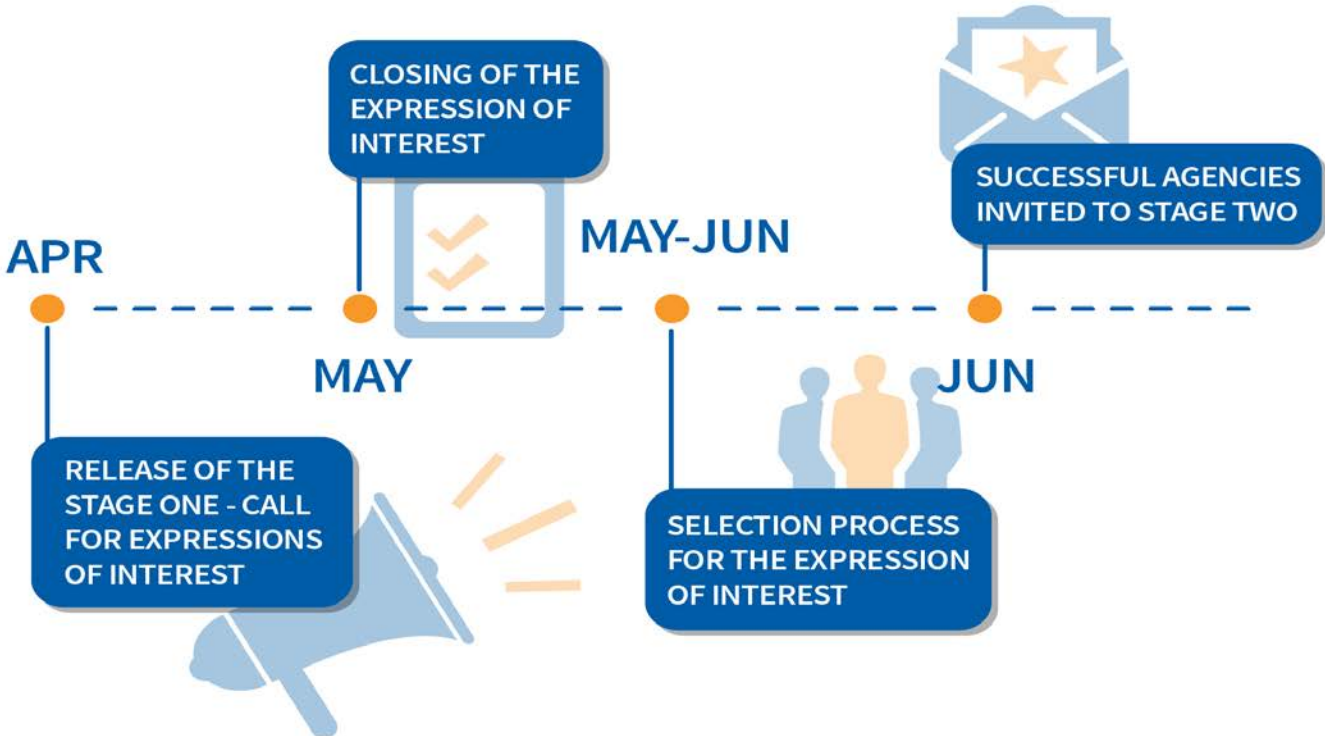 APR
RELEASE OF THE
STAGE ONE - CALL
FOR EXPRESSIONS
OF INTEREST
CLOSING OF THE
EXPRESSION OF
INTEREST
MAY
MAY-JUN
SELECTION PROCESS
FOR THE EXPRESSION
OF INTEREST
SUCCESSFUL AGENCIES
INVITED TO STAGE TWO
JUN